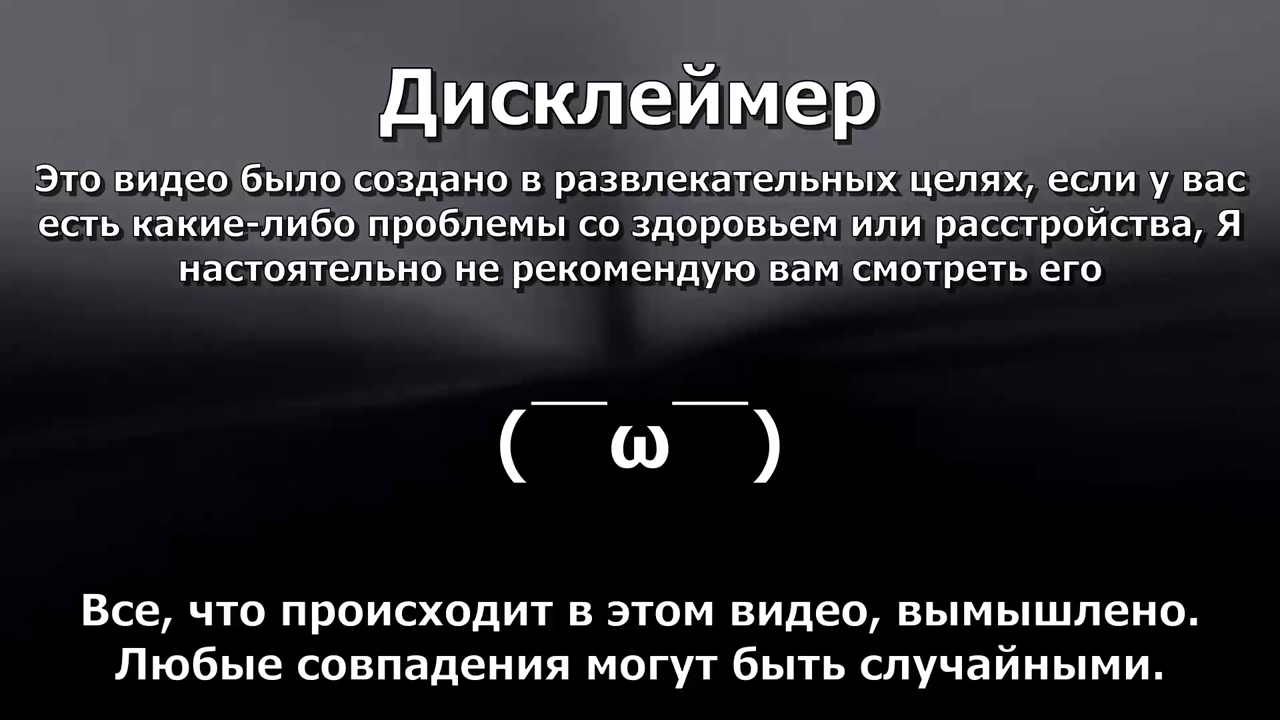 Дисклеймер
Это видео было создано в развлекательных целях, если у вас
есть какие-либо проблемы со здоровьем или расстройства, Я
настоятельно не рекомендую вам смотреть его
(￣ω￣)
Все, что происходит в этом видео, вымышлено.
Любые совпадения могут быть случайными.